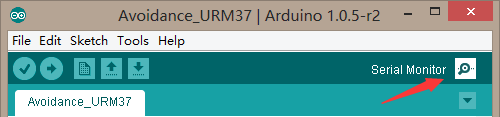 Avoidance_URM37 | Arduino 1.0.5-r2
File Edit Sketch Tools Help
Serial Monitor
Avoidance_URM37